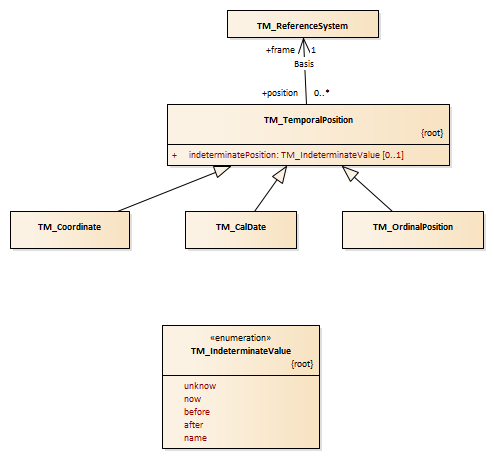 TM_ReferenceSystem
+frame 1
Basis
+position 0..*
TM_TemporalPosition
{root}
+ indeterminatePosition: TM_IndeterminateValue [0..1]
TM_Coordinate TM_CalDate TM_OrdinalPosition
«enumeration»
TM_IndeterminateValue
{root}
unknow
now
before
after
name